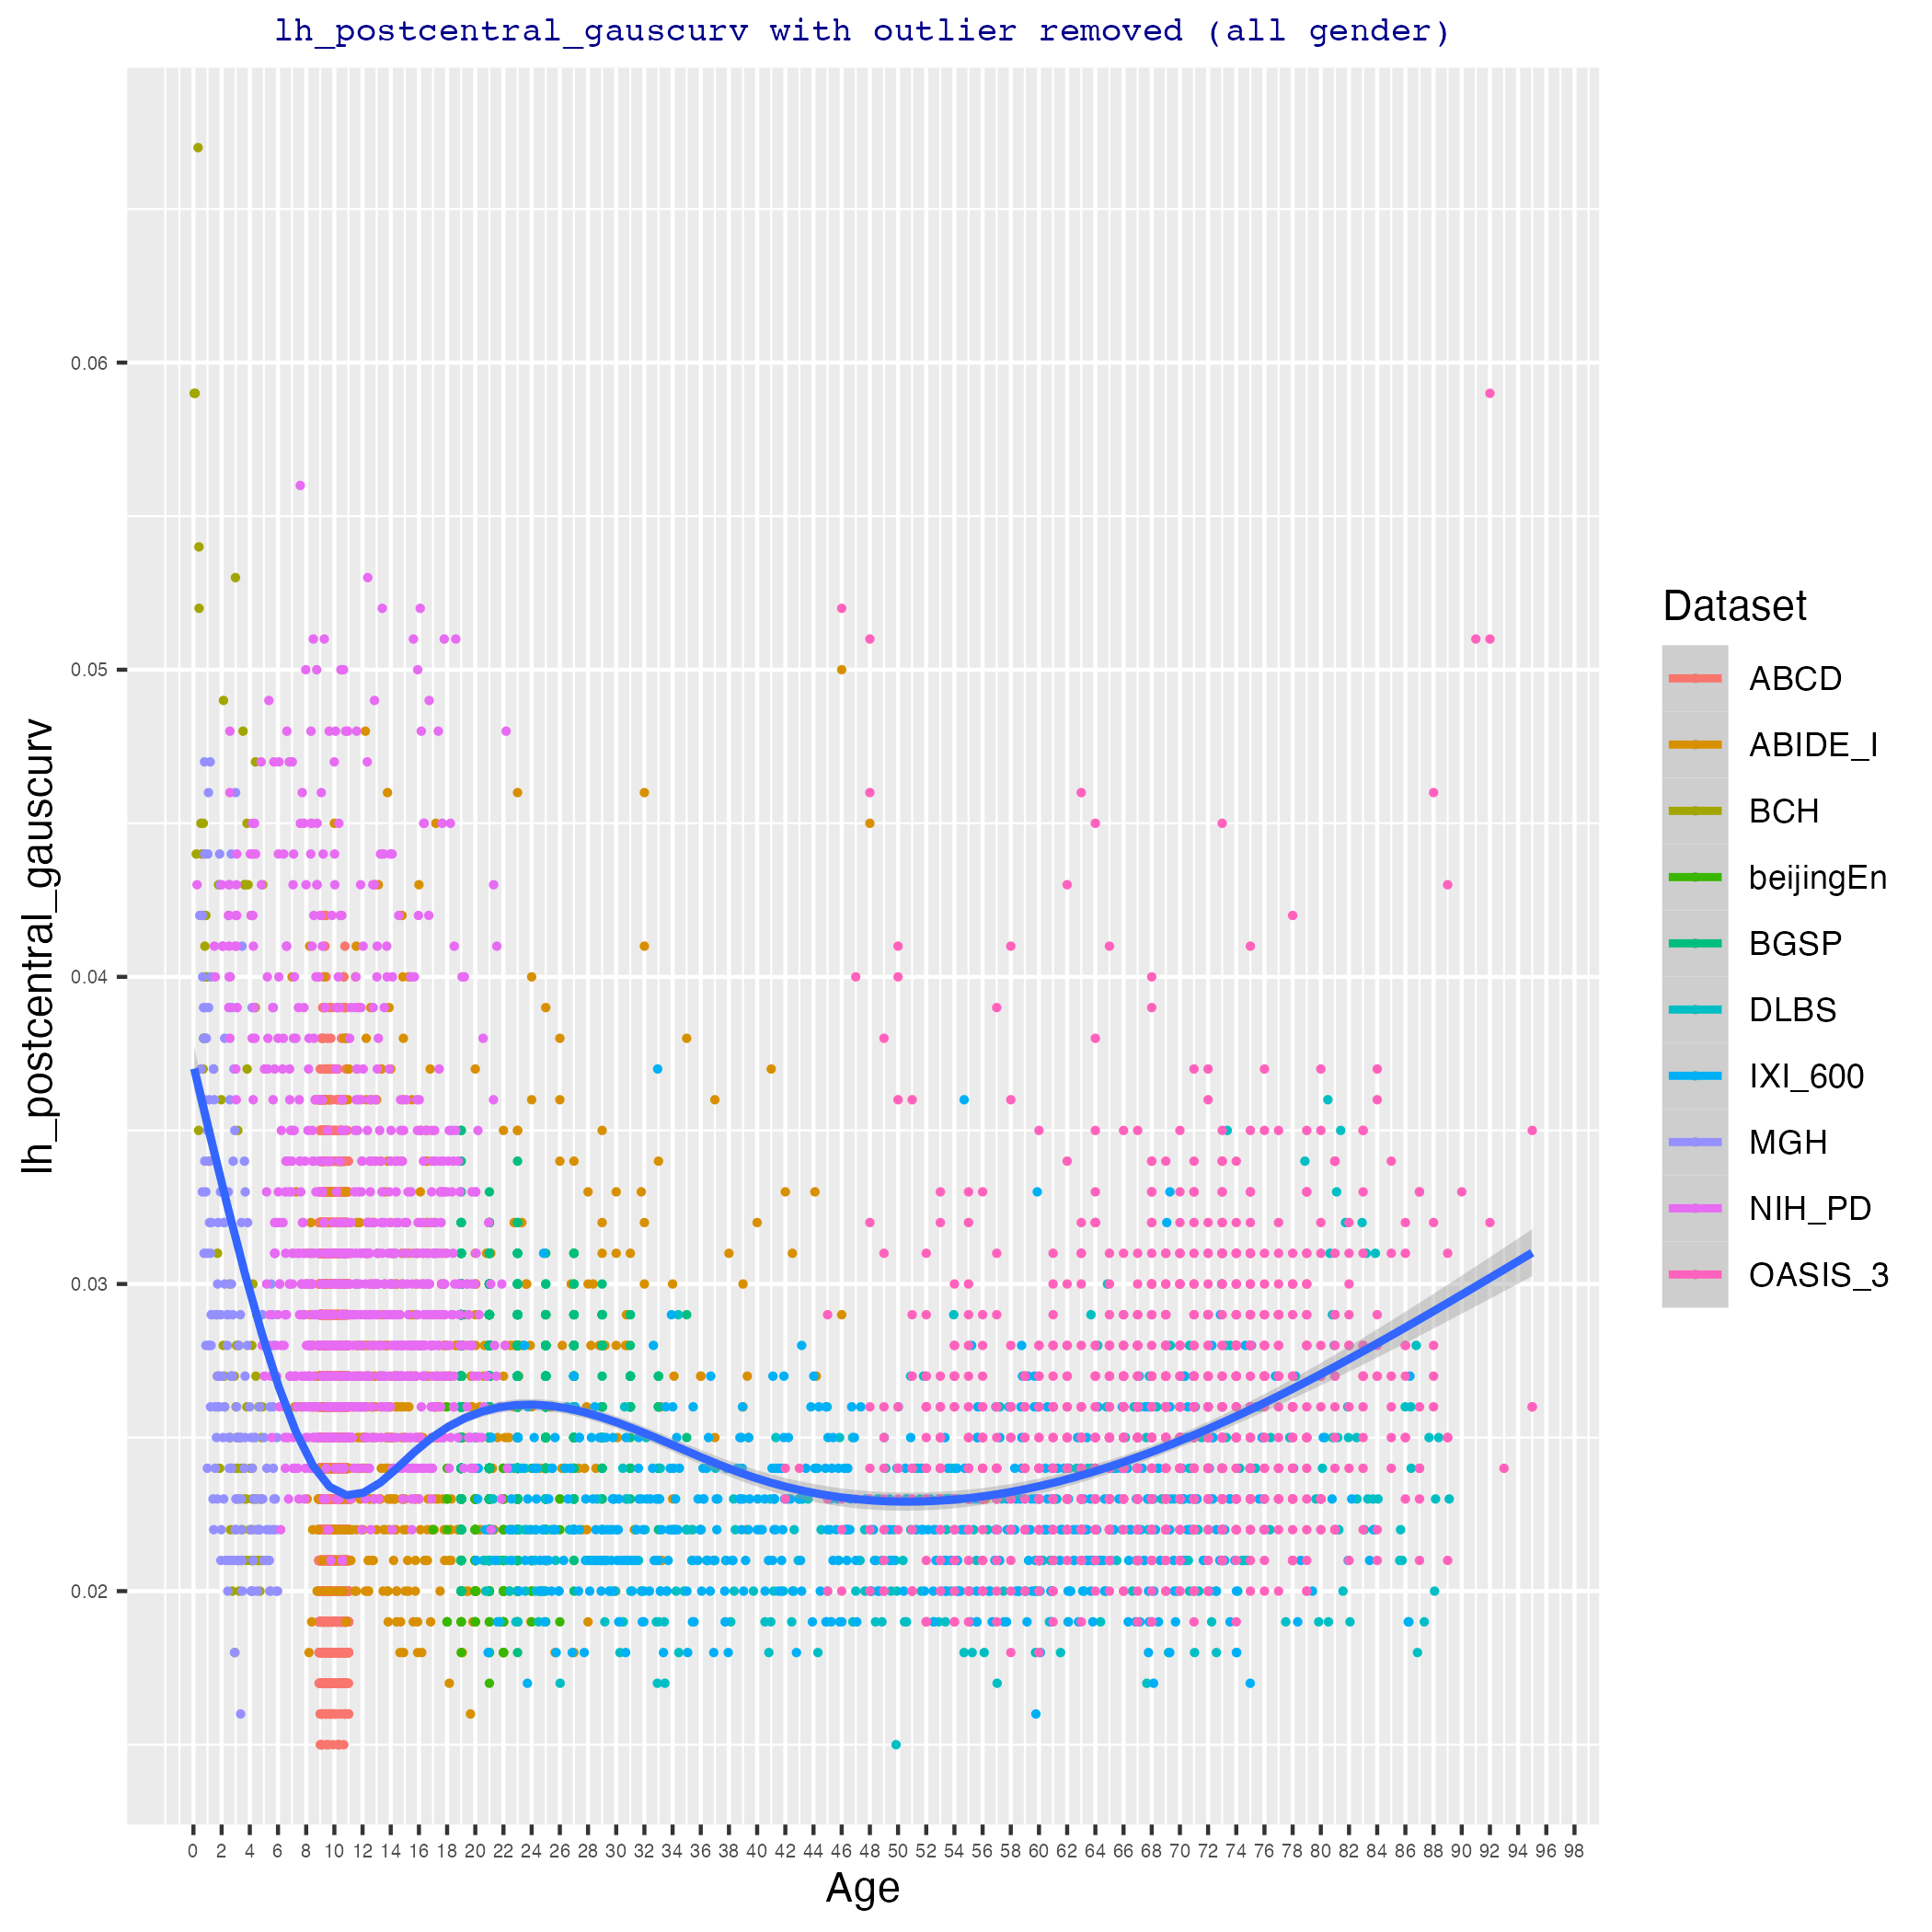 lh_postcentral_gauscurv with outlier removed (all gender)
lh_postcentral_gauscurv
0.06
0.05
0.04
0.03
0.02
0 2 4 6 8 10 12 14 16 18 20 22 24 26 28 30 32 34 36 38 40 42 44 46 48 50 52 54 56 58 60 62 64 66 68 70 72 74 76 78 80 82 84 86 88 90 92 94 96 98
Age
Dataset
ABCD
ABIDE_I
BCH
beijingEn
BGSP
DLBS
IXI_600
MGH
NIH_PD
OASIS_3